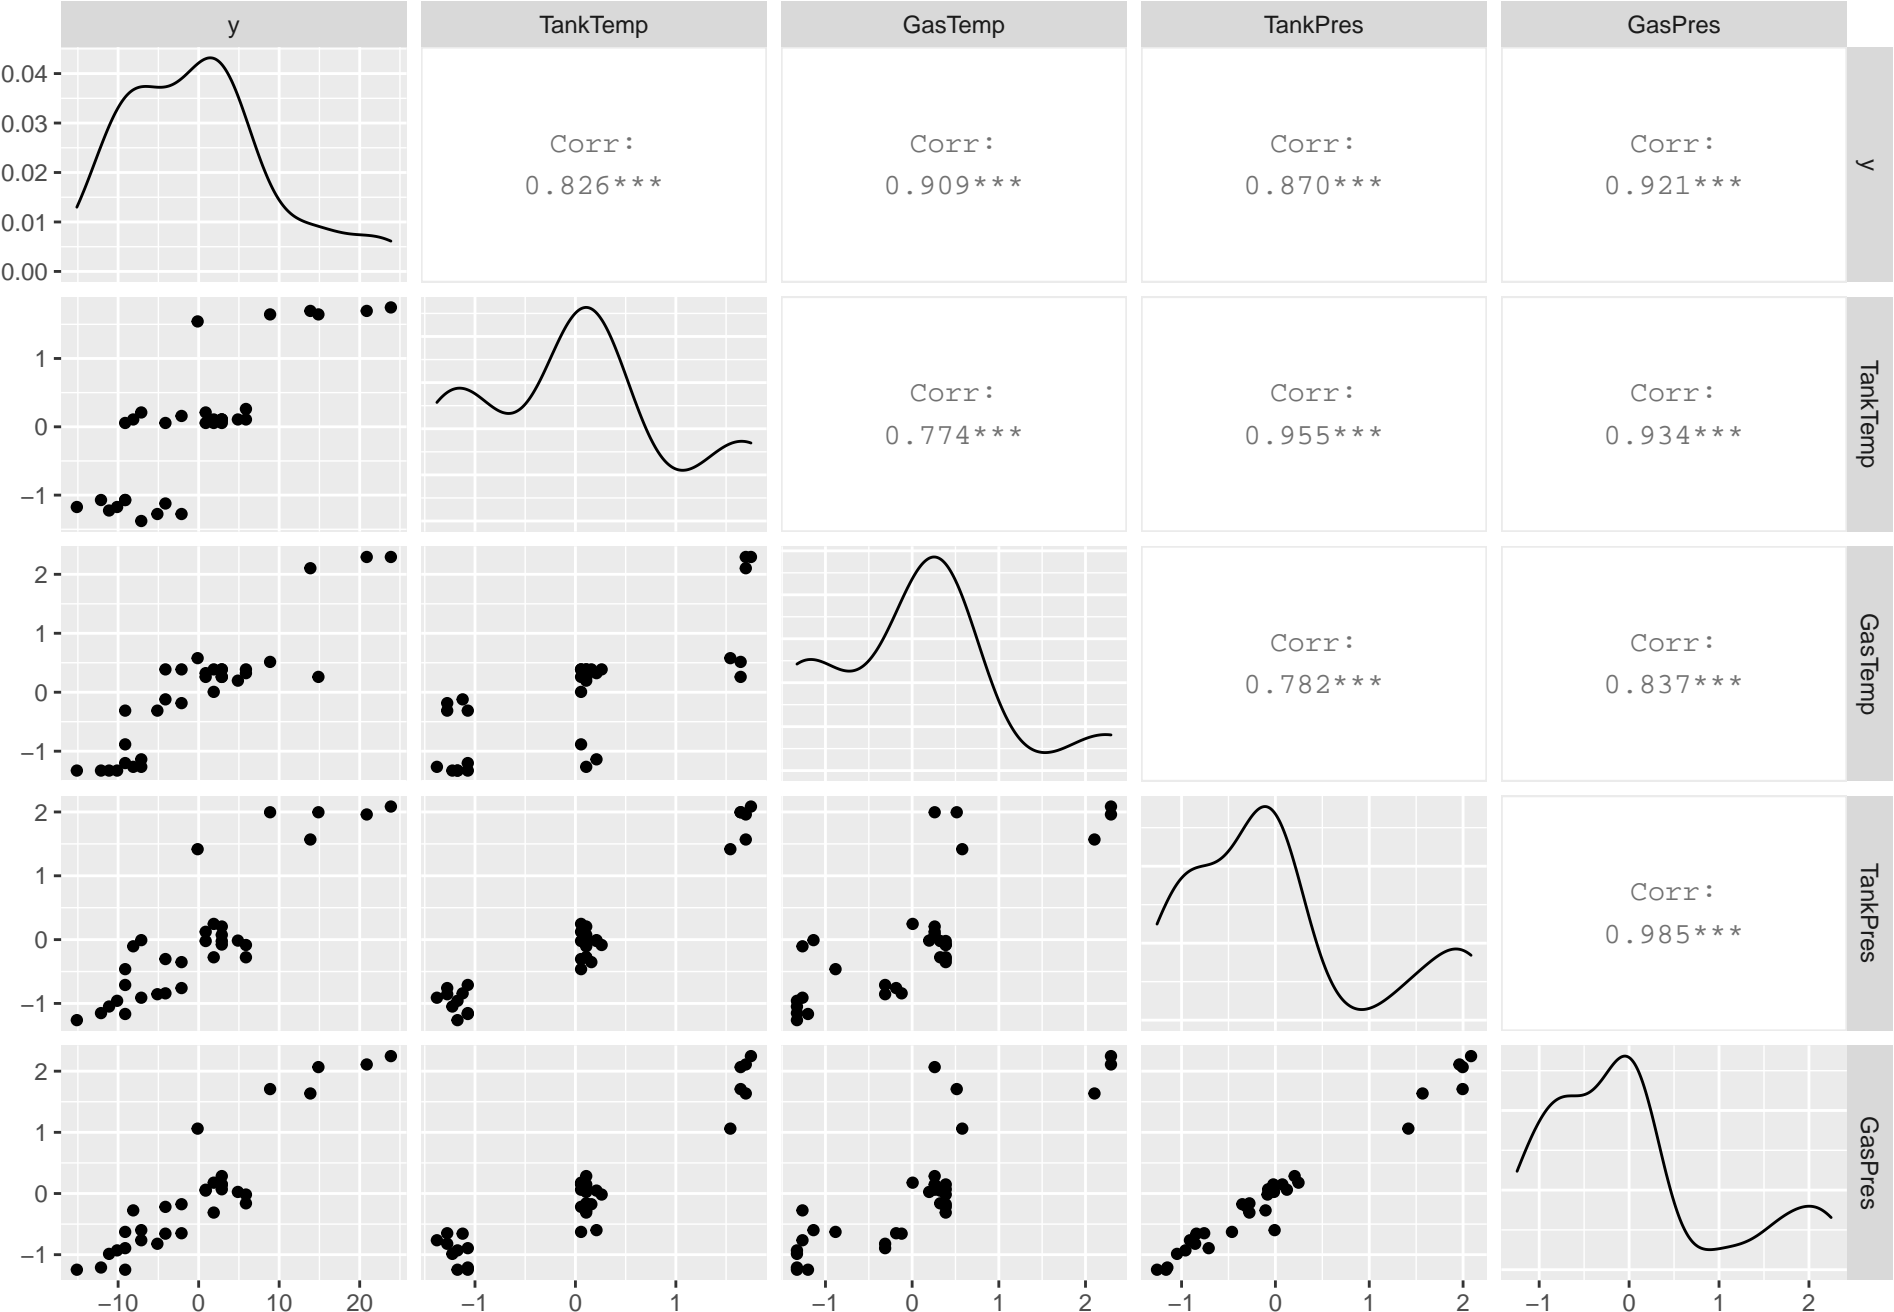 y TankTemp GasTemp TankPres GasPres
0.04
0.03
0.02
0.01
0.00
Corr: Corr: Corr: Corr:
0.826*** 0.909*** 0.870*** 0.921***
y
1
0
−1
Corr: Corr: Corr:
0.774*** 0.955*** 0.934***
TankTemp
2
1
0
−1
Corr: Corr:
0.782*** 0.837***
GasTemp
2
1
0
−1
Corr:
0.985***
TankPres
2
1
0
−1
GasPres
−10 0 10 20 −1 0 1 −1 0 1 2 −1 0 1 2 −1 0 1 2